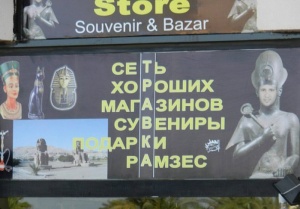 Store
Souvenir & Bazar
СЕТЬ
ХОРОШИХ
МАГАЗИНОВ
СУВЕНИРЫ
ПОДАРКИ
РАМЗЕС